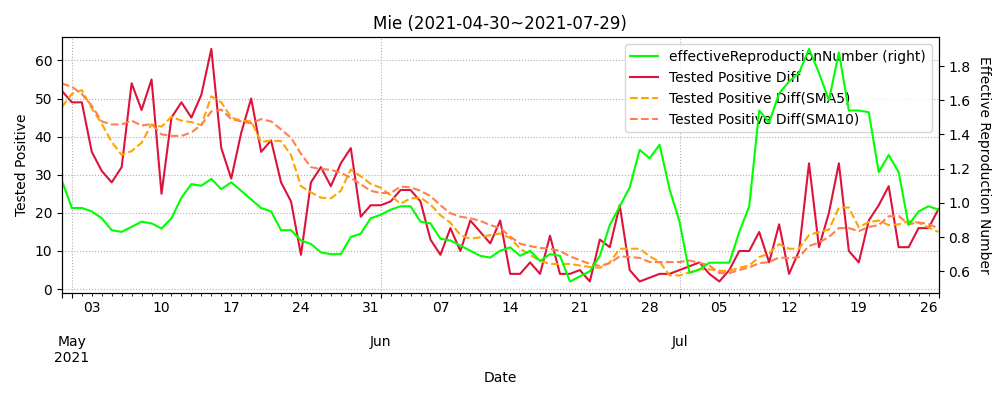 Mie (2021-04-30~2021-07-29)
effectiveReproductionNumber (right)
Tested Positive Diff
Tested Positive Diff(SMA5)
Tested Positive Diff(SMA10)
Tested Positive
60
50
40
30
20
10
0
Effective Reproduction Number
1.8
1.6
1.4
1.2
1.0
0.8
0.6
03 10 17 24 31 07 14 21 28 05 12 19 26
May Jun Jul
2021
Date